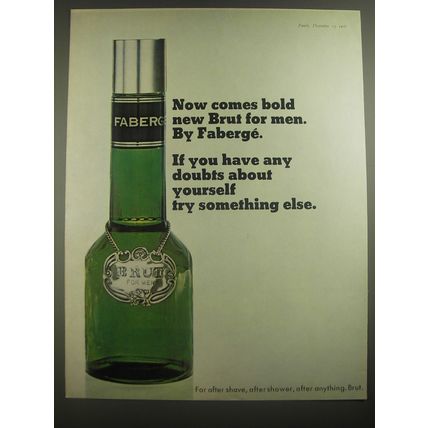 Now comes bold
new Brut for men.
By Fabergé.
If you have any
doubts about
yourself
try something else.
FABERGÉ
BRUT
FOR MEN
For after shave, after shower, after anything. Brut.